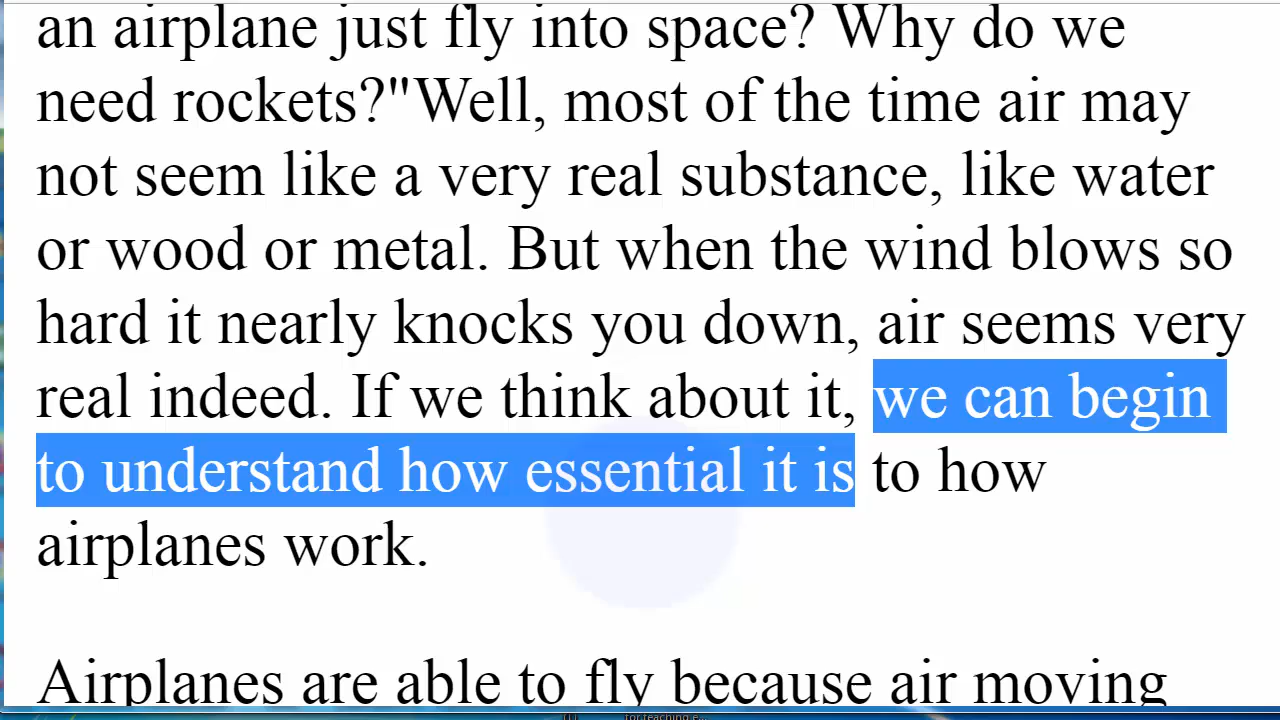 an airplane just fly into space? Why do we
need rockets?"Well, most of the time air may
not seem like a very real substance, like water
or wood or metal. But when the wind blows so
hard it nearly knocks you down, air seems very
real indeed. If we think about it, we can begin
to understand how essential it is to how
airplanes work.
Airplanes are able to fly because air moving
for teaching e...